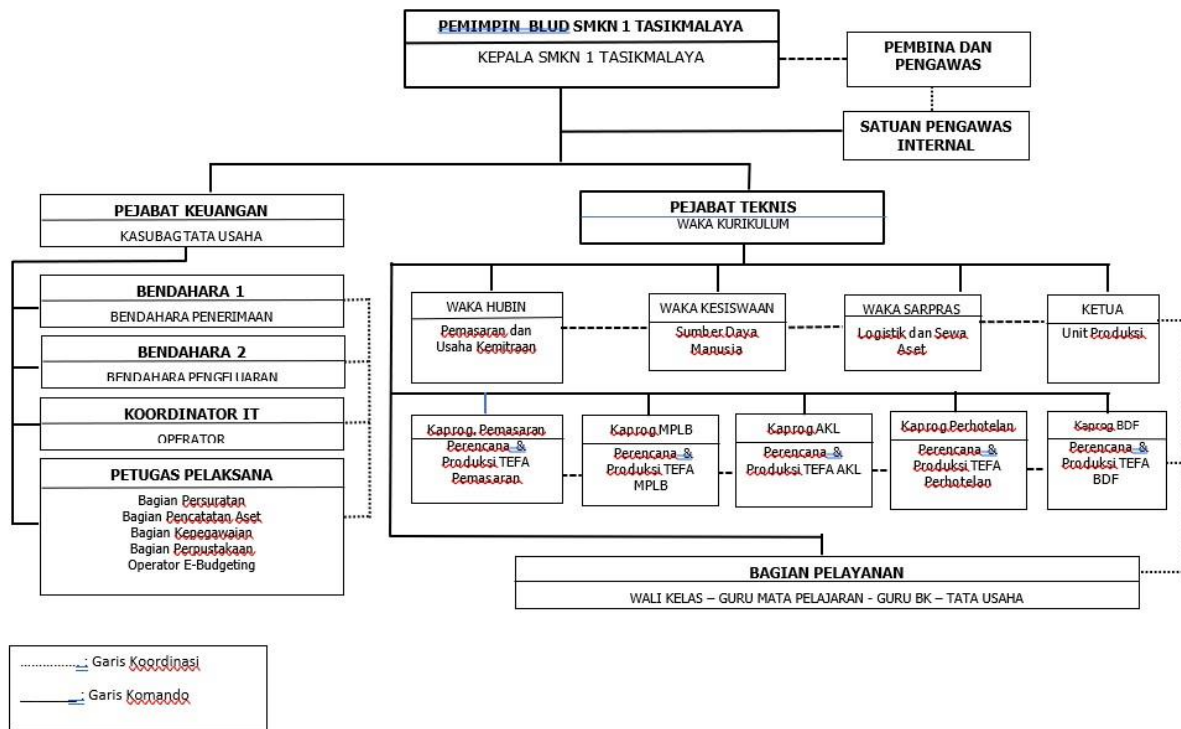 PEMIMPIN BLUD SMKN 1 TASIKMALAYA
KEPALA SMKN 1 TASIKMALAYA
PEMBINA DAN
PENGAWAS
SATUAN PENGAWAS
INTERNAL
PEJABAT KEUANGAN
KASUBAG TATA USAHA
PEJABAT TEKNIS
WAKA KURIKULUM
BENDAHARA 1
BENDAHARA PENERIMAAN
BENDAHARA 2
BENDAHARA PENGELUARAN
KOORDINATOR IT
OPERATOR
PETUGAS PELAKSANA
Bagian Persuratan
Bagian Pencatatan Aset
Bagian Kepegawaian
Bagian Perpustakaan
Operator E-Budgeting
WAKA HUBIN
Pemasaran dan
Usaha Kemitraan
WAKA KESISWAAN
Sumber Daya
Manusia
WAKA SARPRAS
Logistik dan Sewa
Aset
KETUA
Unit Produksi
Kaprog. Pemasaran
Perencana &
Produksi TEFA
Pemasaran
Kaprog MPLB
Perencana &
Produksi TEFA
MPLB
Kaprog AKL
Perencana &
Produksi TEFA AKL
Kaprog Perhotelan
Perencana &
Produksi TEFA
Perhotelan
Kaprog BDF
Perencana &
Produksi TEFA
BDF
BAGIAN PELAYANAN
WALI KELAS – GURU MATA PELAJARAN - GURU BK – TATA USAHA
................ : Garis Koordinasi
________ : Garis Komando